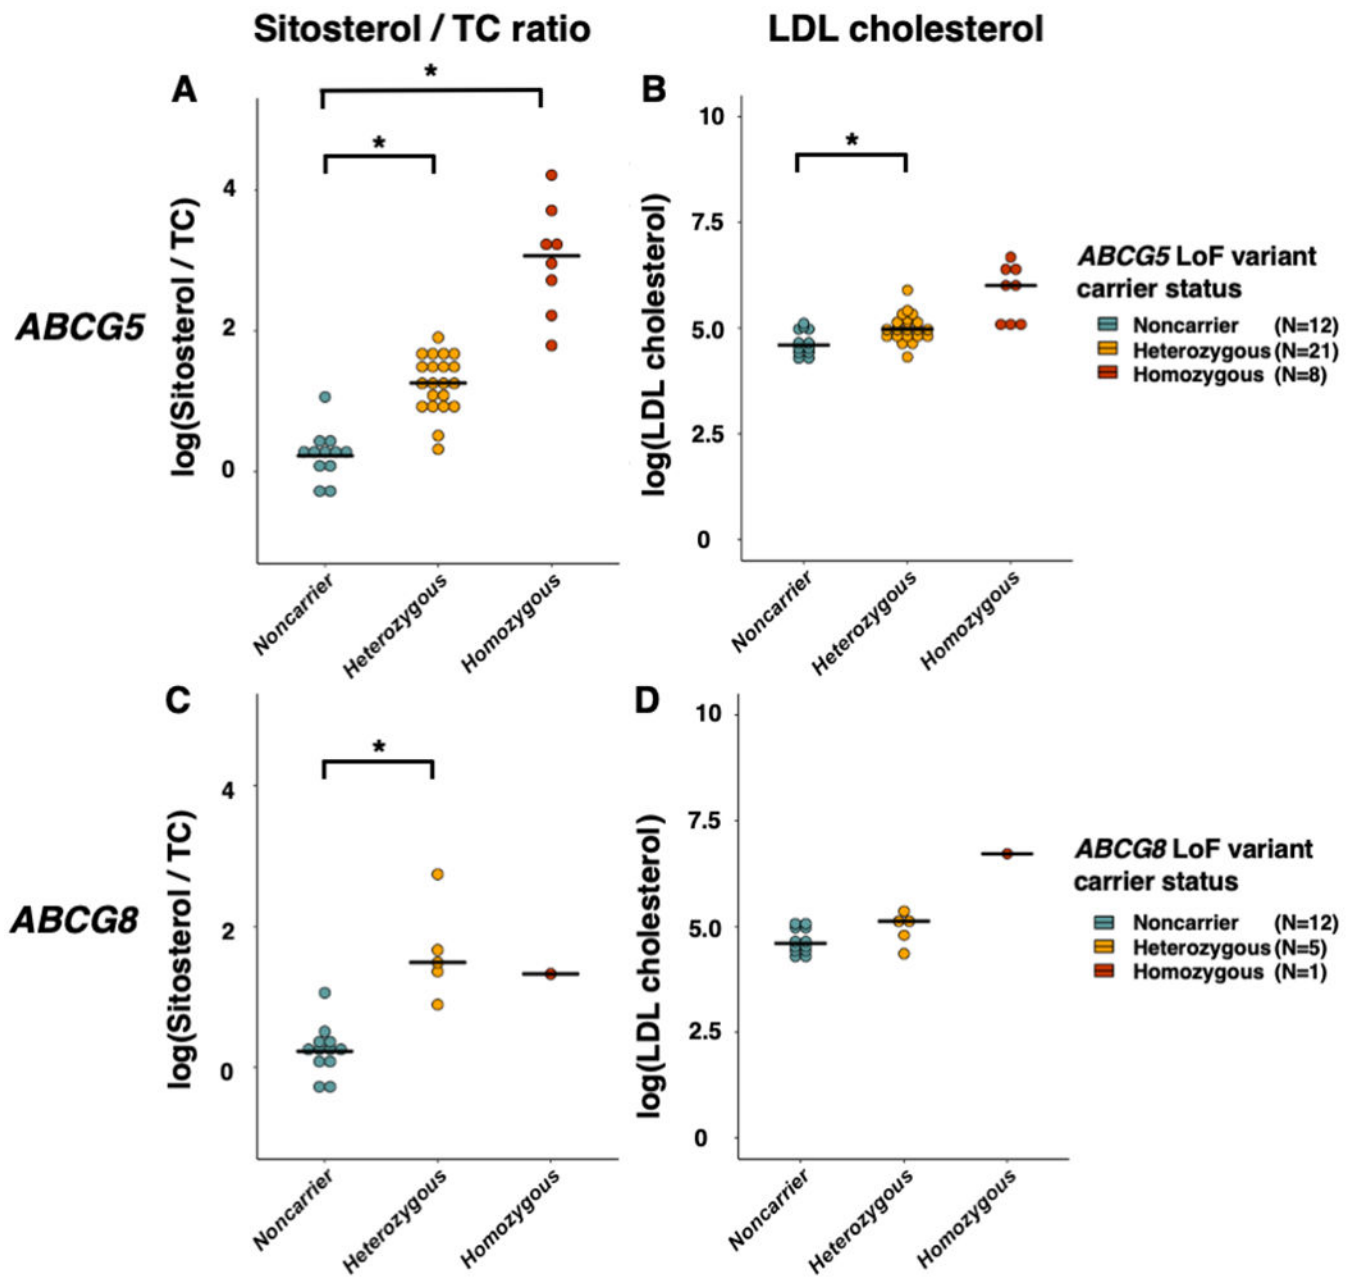 Sitosterol / TC ratio
LDL cholesterol
A
*
*
4
2
0
log(Sitosterol / TC)
Noncarrier
Heterozygous
Homozygous
ABCG5
B
*
10
7.5
5.0
2.5
0
log(LDL cholesterol)
Noncarrier
Heterozygous
Homozygous
ABCG5 LoF variant
carrier status
Noncarrier (N=12)
Heterozygous (N=21)
Homozygous (N=8)
C
*
4
2
0
log(Sitosterol / TC)
Noncarrier
Heterozygous
Homozygous
ABCG8
D
10
7.5
5.0
2.5
0
log(LDL cholesterol)
Noncarrier
Heterozygous
Homozygous
ABCG8 LoF variant
carrier status
Noncarrier (N=12)
Heterozygous (N=5)
Homozygous (N=1)